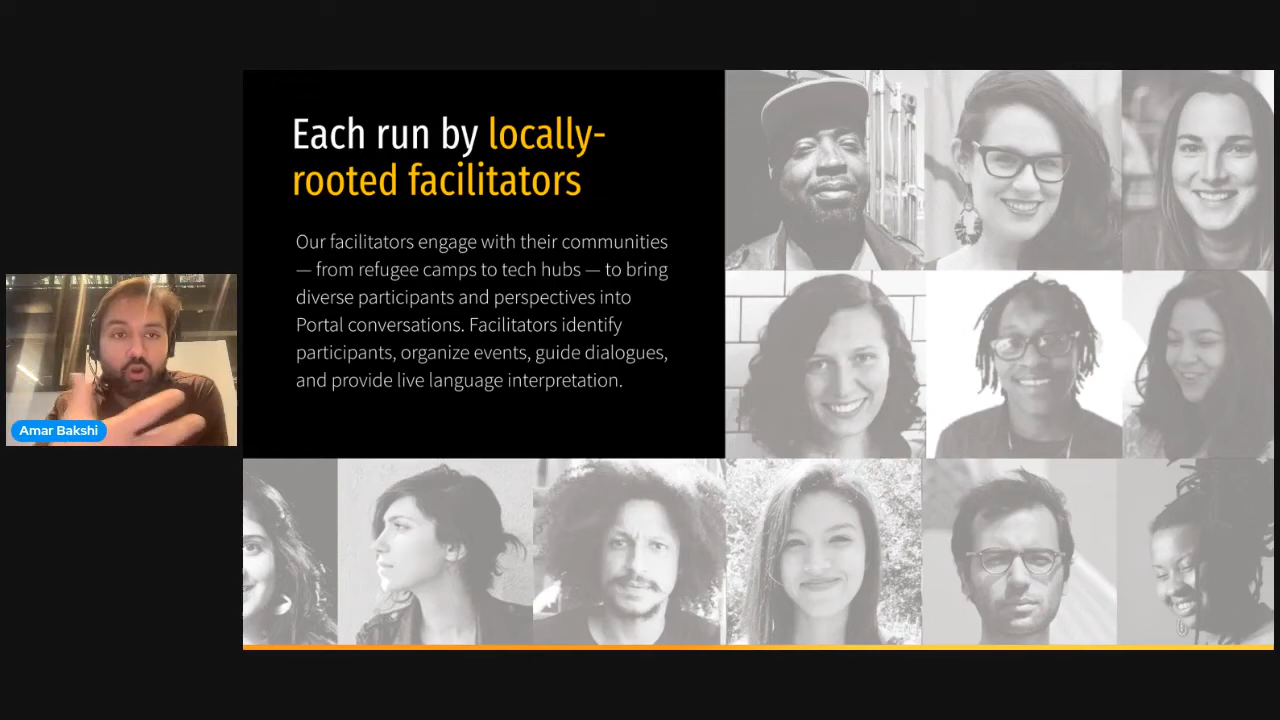 Each run by locally-
rooted facilitators
Our facilitators engage with their communities
— from refugee camps to tech hubs — to bring
diverse participants and perspectives into
Portal conversations. Facilitators identify
participants, organize events, guide dialogues,
and provide live language interpretation.
Amar Bakshi